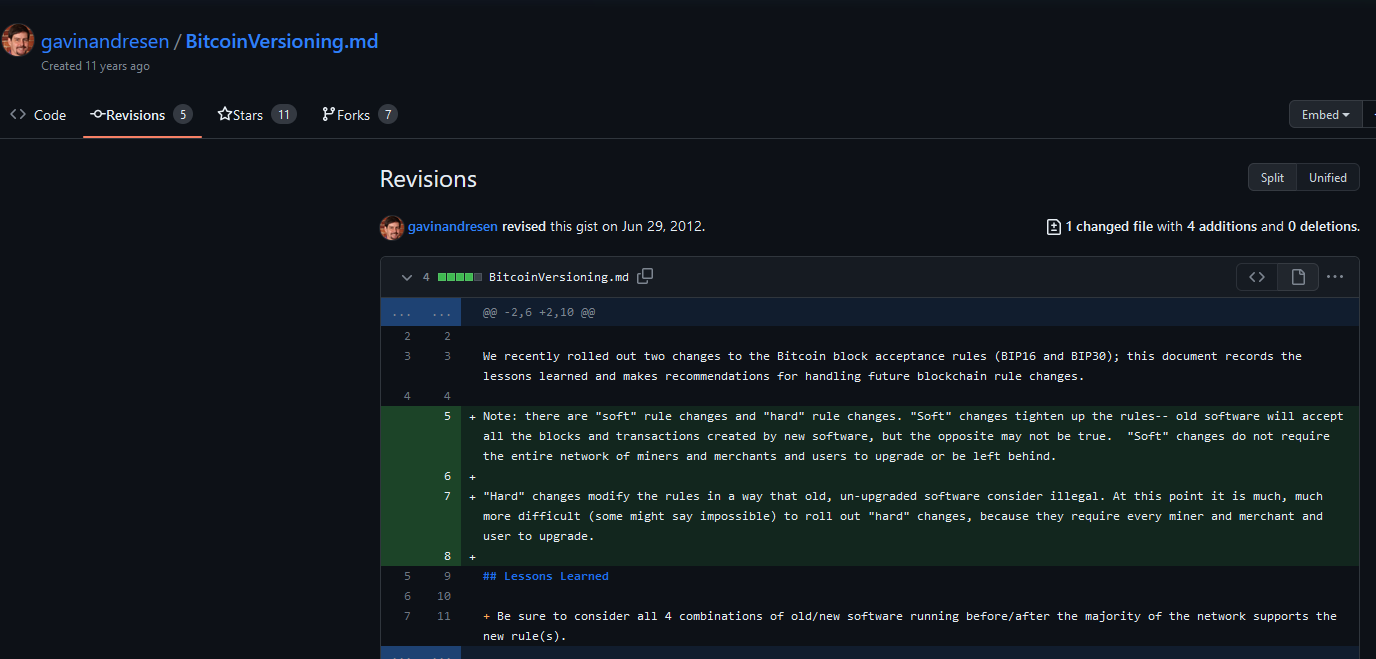 gavinandresen / BitcoinVersioning.md
Created 11 years ago
<> Code Revisions 5 Stars 11 Forks 7 Embed
Revisions Split Unified
gavinandresen revised this gist on Jun 29, 2012. 1 changed file with 4 additions and 0 deletions.
4 BitcoinVersioning.md <> ...
... ... @@ -2,6 +2,10 @@
2 2
3 3 We recently rolled out two changes to the Bitcoin block acceptance rules (BIP16 and BIP30); this document records the
lessons learned and makes recommendations for handling future blockchain rule changes.
4 4
5 + Note: there are "soft" rule changes and "hard" rule changes. "Soft" changes tighten up the rules-- old software will accept
all the blocks and transactions created by new software, but the opposite may not be true.  "Soft" changes do not require
the entire network of miners and merchants and users to upgrade or be left behind.
6 +
7 + "Hard" changes modify the rules in a way that old, un-upgraded software consider illegal. At this point it is much, much
more difficult (some might say impossible) to roll out "hard" changes, because they require every miner and merchant and
user to upgrade.
8 +
5 9 ## Lessons Learned
6 10
7 11 + Be sure to consider all 4 combinations of old/new software running before/after the majority of the network supports the
new rule(s).
... ...